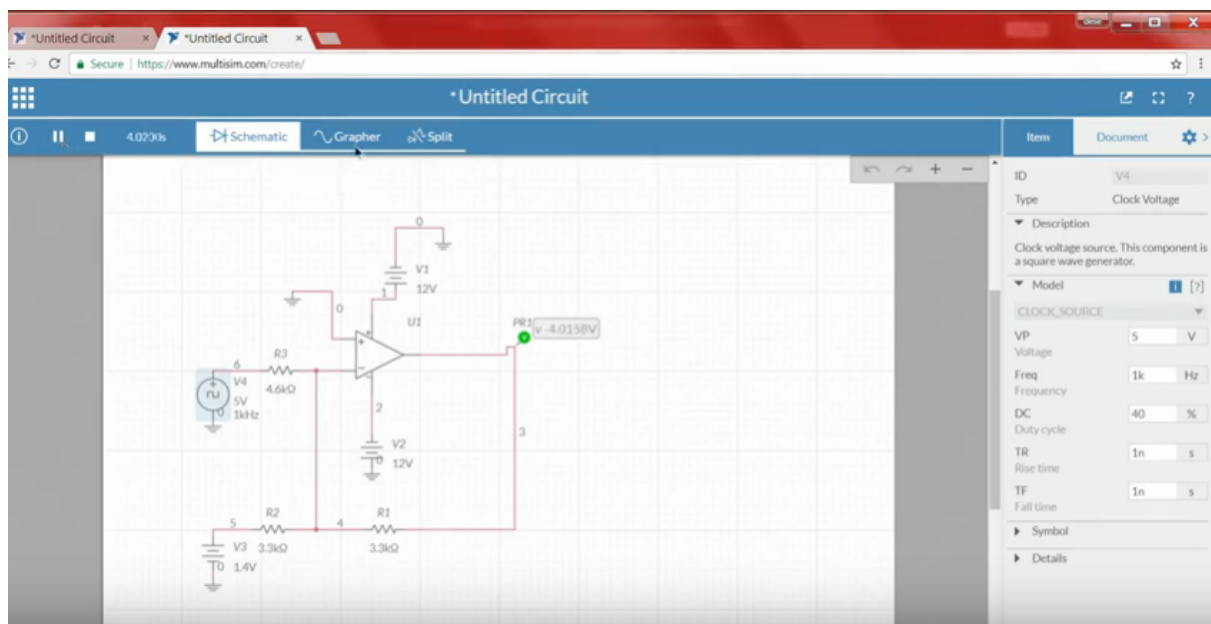 *Untitled Circuit
*Untitled Circuit
Secure | https://www.multisim.com/create/
*Untitled Circuit
Schematic
Grapher
Split
Item
Document
ID
V4
Type
Clock Voltage
Description
Clock voltage source. This component is
a square wave generator.
Model
[?]
CLOCK_SOURCE
VP
5
V
Voltage
Freq
1k
Hz
Frequency
DC
40
%
Duty cycle
TR
1n
s
Rise time
TF
1n
s
Fall time
Symbol
Details
0
V1
12V
1
0
U1
PR1
v -4.0158V
6
R3
4.6kΩ
V4
5V
1kHz
0
2
3
V2
12V
0
5
R2
3.3kΩ
4
R1
3.3kΩ
V3
1.4V
0